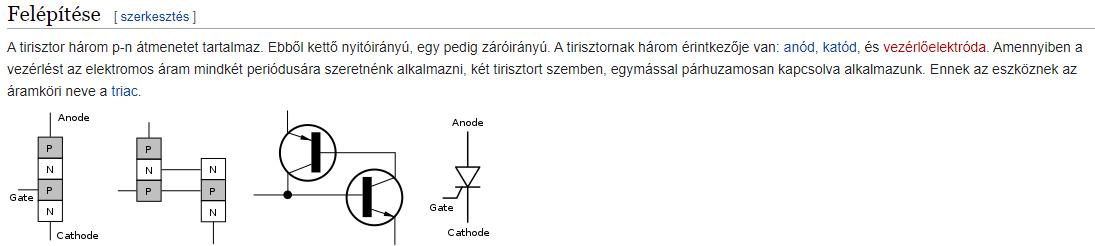 Felépítése [ szerkesztés ]
A tirisztor három p-n átmenetet tartalmaz. Ebből kettő nyitóirányú, egy pedig záróirányú. A tirisztornak három érintkezője van: anód, katód, és vezérlőelektróda. Amennyiben a
vezérlést az elektromos áram mindkét periódusára szeretnénk alkalmazni, két tirisztort szemben, egymással párhuzamosan kapcsolva alkalmazunk. Ennek az eszköznek az
áramköri neve a triac.
Anode
P
N
P
N
Gate
Cathode
P
N
P
N
P
N
Anode
Gate
Cathode